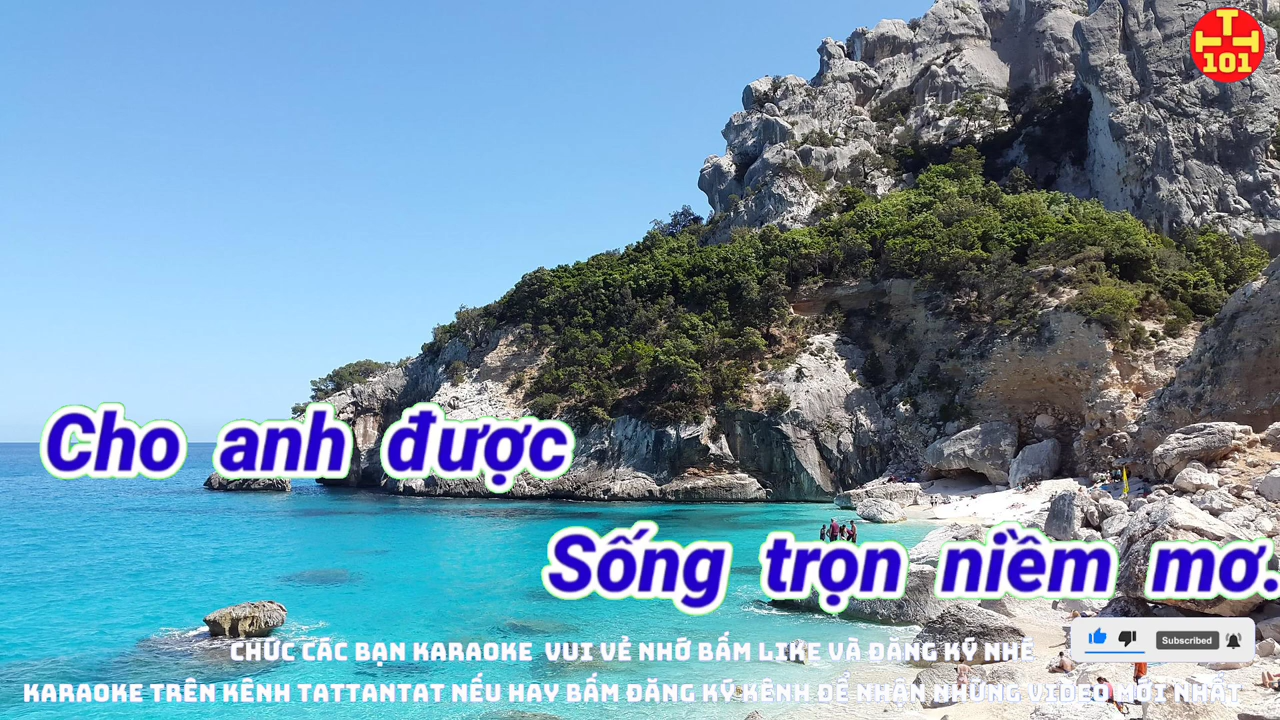 TTH
101
Cho anh được
Sống trọn niềm mơ.
CHÚC CÁC BẠN KARAOKE VUI VẺ NHỚ BẤM LIKE VÀ ĐĂNG KÝ NHÉ
Subscribed
KARAOKE TRÊN KÊNH TATTANTAT NẾU HAY BẤM ĐĂNG KÝ KÊNH ĐỂ NHẬN NHỮNG VIDEO MỚI NHẤT